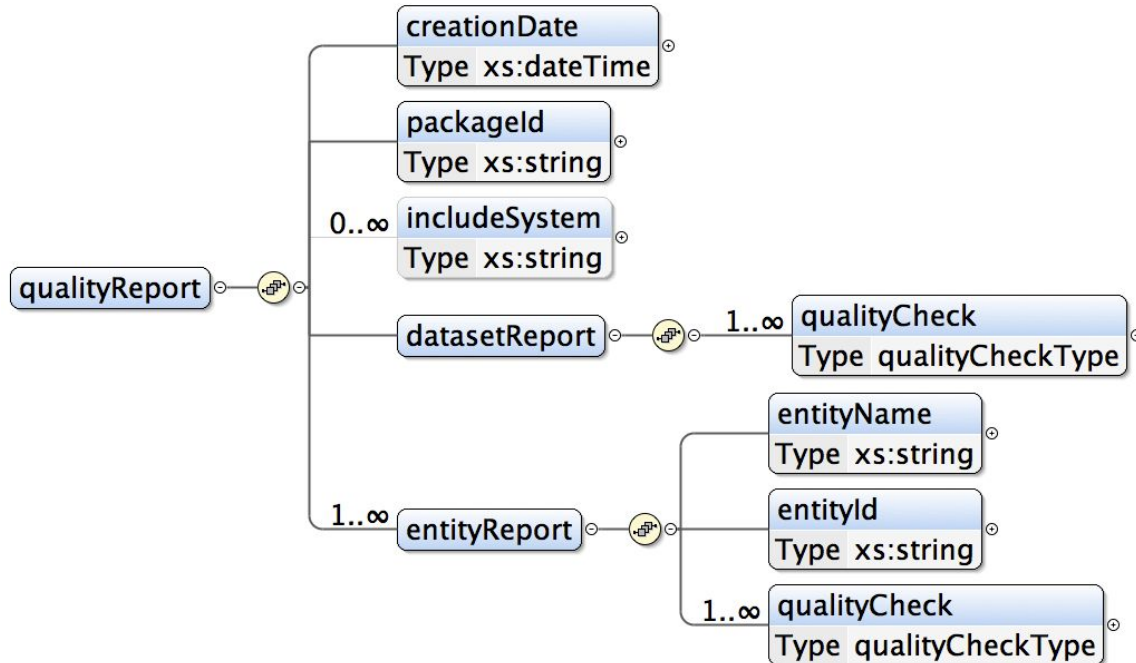 creationDate
Type xs:dateTime
packageId
Type xs:string
0..∞
includeSystem
Type xs:string
qualityReport
datasetReport
1..∞
qualityCheck
Type qualityCheckType
1..∞
entityReport
entityName
Type xs:string
entityId
Type xs:string
1..∞
qualityCheck
Type qualityCheckType